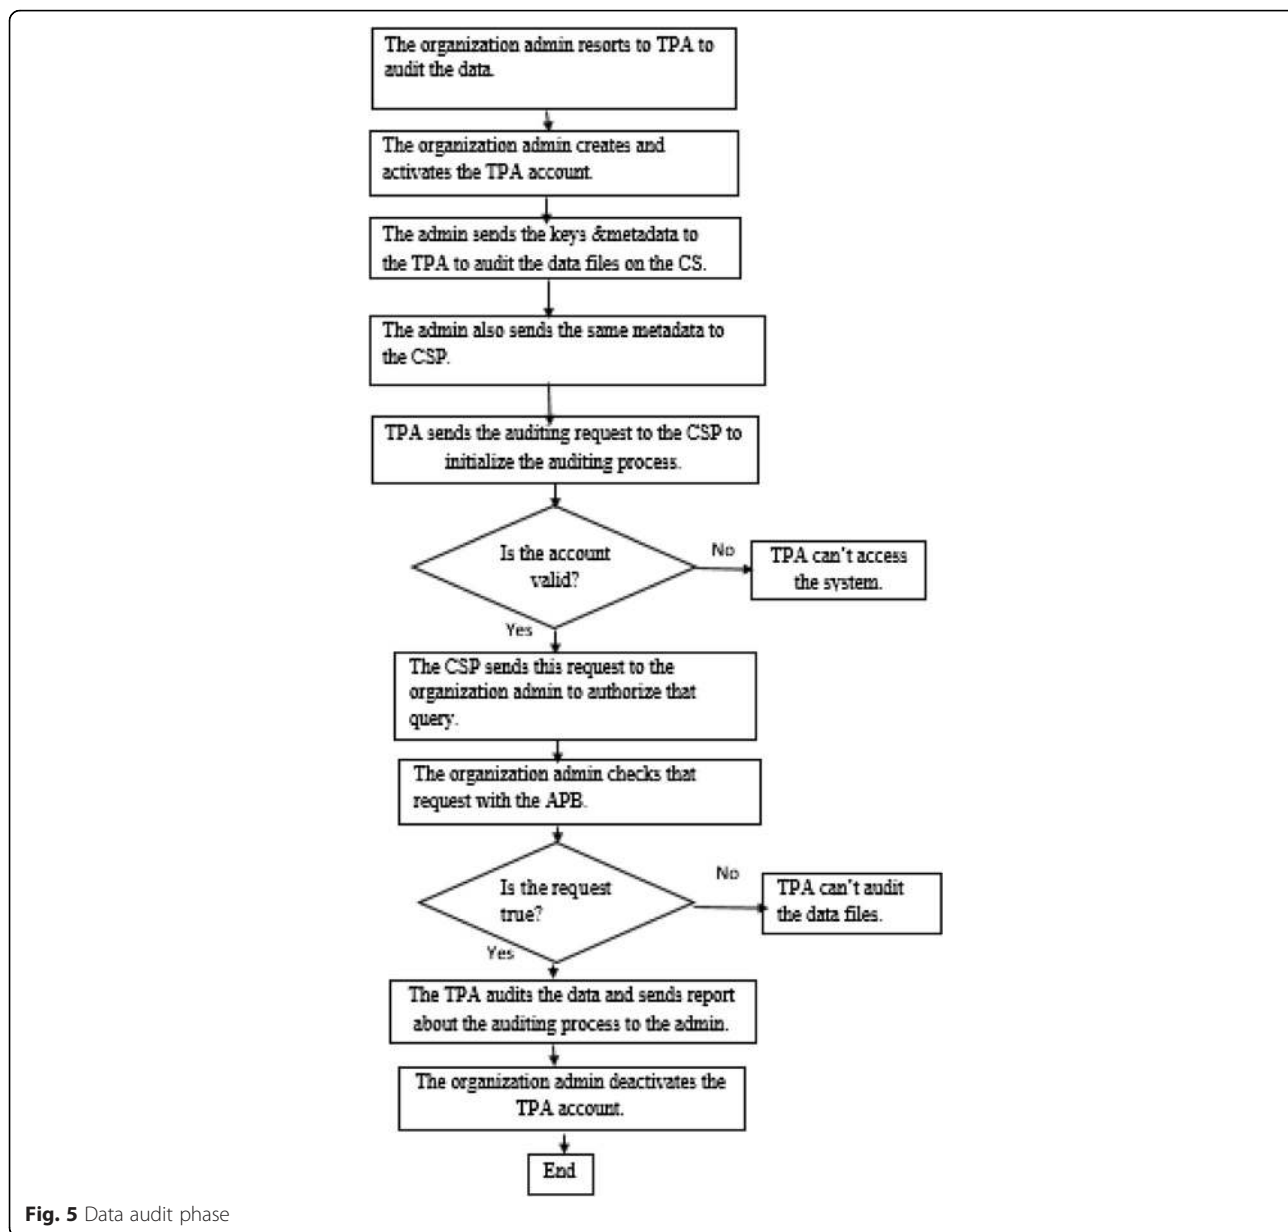 The organization admin resorts to TPA to
audit the data.
The organization admin creates and
activates the TPA account.
The admin sends the keys &metadata to
the TPA to audit the data files on the CS.
The admin also sends the same metadata to
the CSP.
TPA sends the auditing request to the CSP to
initialize the auditing process.
Is the account
valid?
No
TPA can't access
the system.
Yes
The CSP sends this request to the
organization admin to authorize that
query.
The organization admin checks that
request with the APB.
Is the request
true?
No
TPA can't audit
the data files.
Yes
The TPA audits the data and sends report
about the auditing process to the admin.
The organization admin deactivates the
TPA account.
End
Fig. 5 Data audit phase